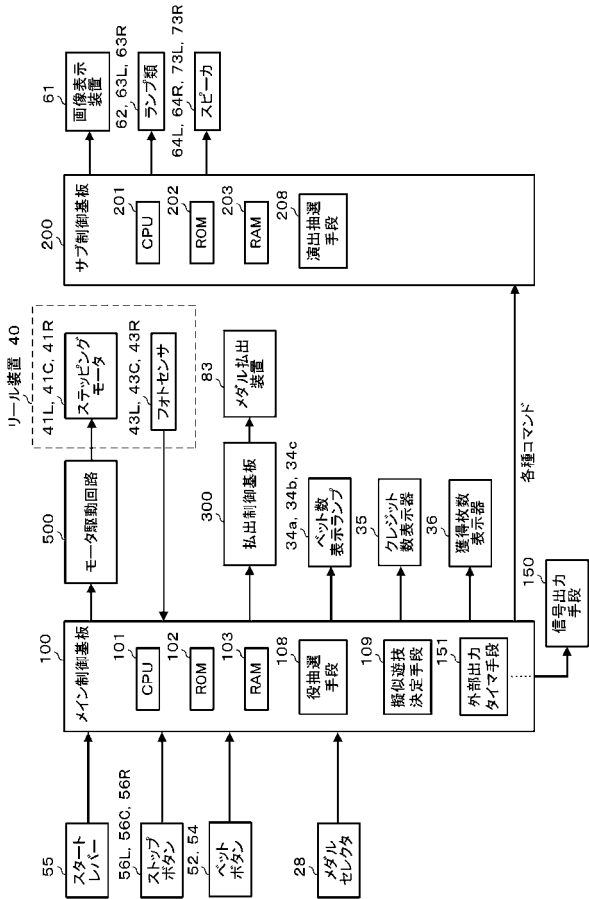 55
スタート
レバー
56L, 56C, 56R
ストップ
ボタン
52, 54
ベット
ボタン
28
メダル
セレクタ
100
メイン制御基板
101
CPU
102
ROM
103
RAM
108
役抽選
手段
109
擬似遊技
決定手段
151
外部出力
タイマ手段
150
信号出力
手段
500
モータ駆動回路
リール装置 40
41L, 41C, 41R
ステッピング
モータ
43L, 43C, 43R
フォトセンサ
300
払出制御基板
83
メダル払出
装置
34a, 34b, 34c
ベット数
表示ランプ
35
クレジット
数表示器
36
獲得枚数
表示器
各種コマンド
200
サブ制御基板
201
CPU
202
ROM
203
RAM
208
演出抽選
手段
61
画像表示
装置
62, 63L, 63R
ランプ類
64L, 64R, 73L, 73R
スピーカ